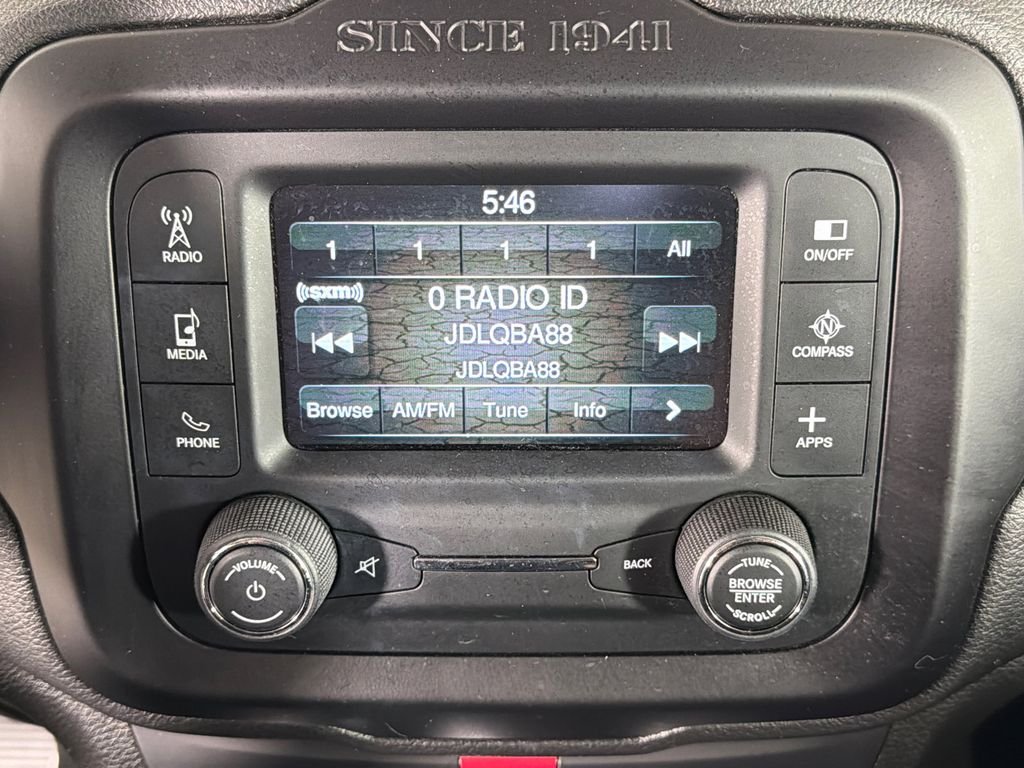 SINCE 1941
5:46
1 1 1 1 All
((sxm)) 0 RADIO ID
JDLQBA88
JDLQBA88
Browse AM/FM Tune Info >
RADIO
MEDIA
PHONE
ON/OFF
N
COMPASS
APPS
VOLUME
BACK
TUNE
BROWSE
ENTER
SCROLL